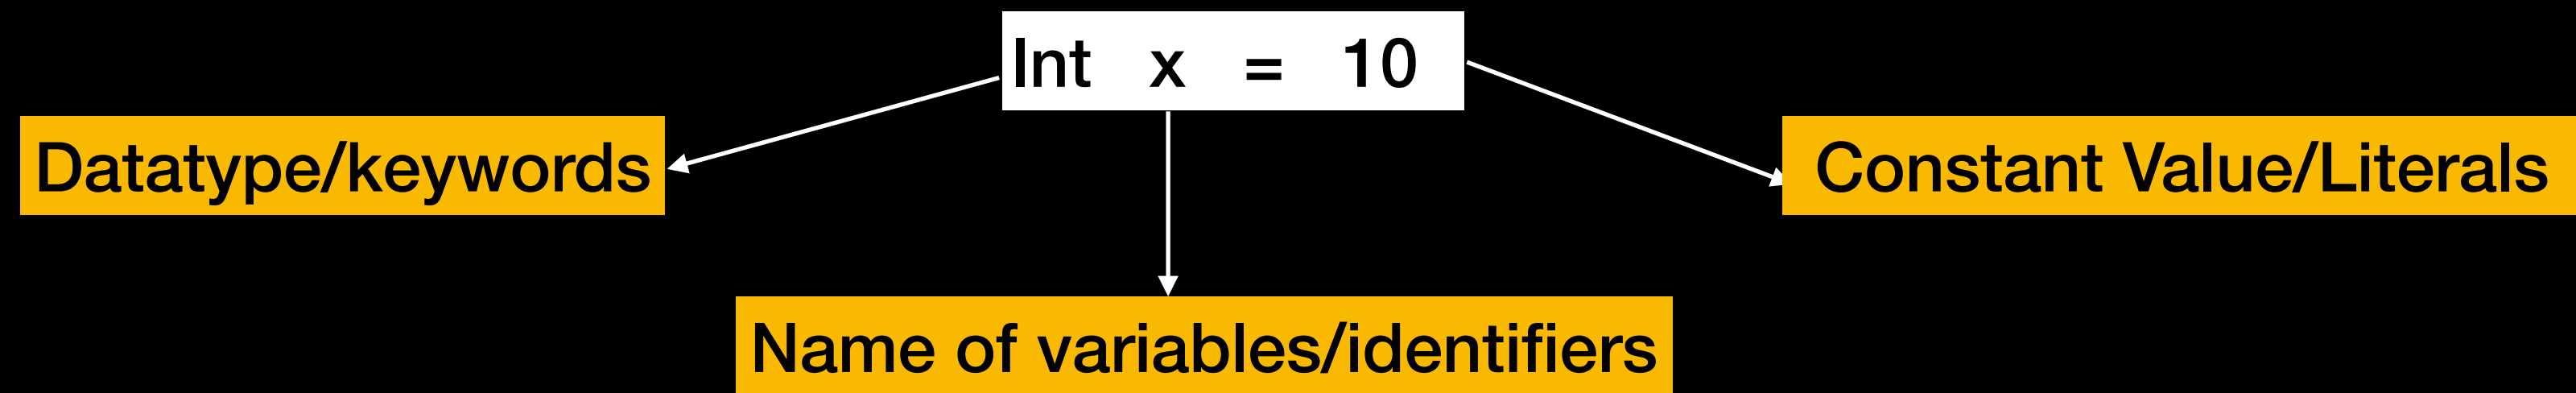 Int x = 10
Datatype/keywords
Constant Value/Literals
Name of variables/identifiers